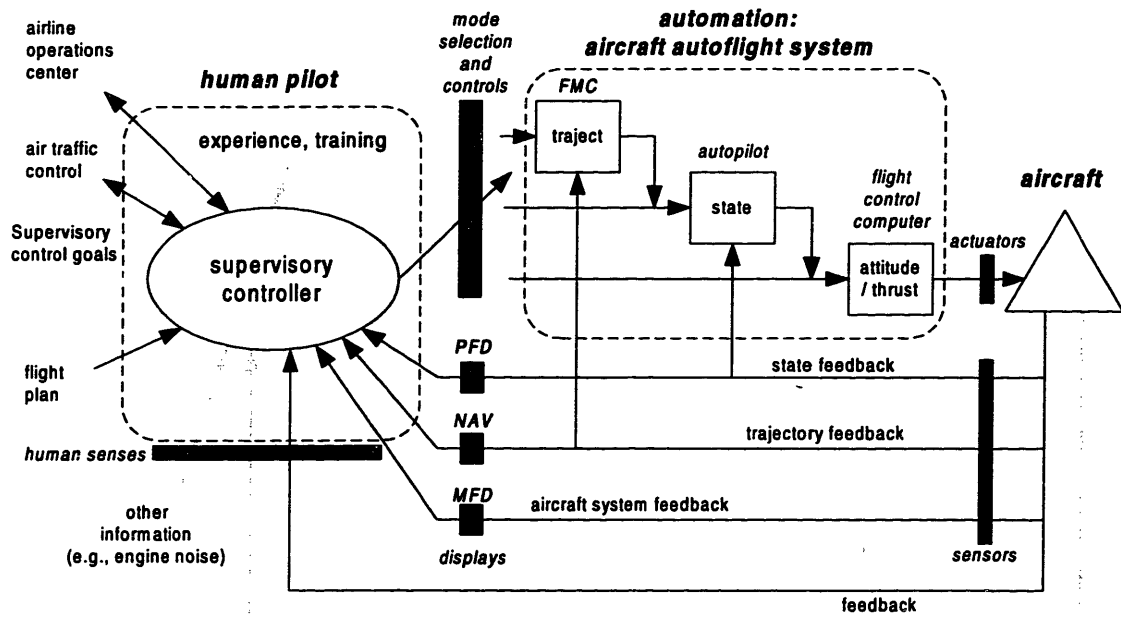 airline
operations
center
human pilot
mode
selection
and
controls
automation:
aircraft autoflight system
experience, training
air traffic
control
Supervisory
control goals
supervisory
controller
flight
plan
FMC
traject
autopilot
state
flight
control
computer
attitude
/ thrust
actuators
aircraft
PFD
state feedback
NAV
trajectory feedback
MFD
aircraft system feedback
displays
sensors
human senses
other
information
(e.g., engine noise)
feedback